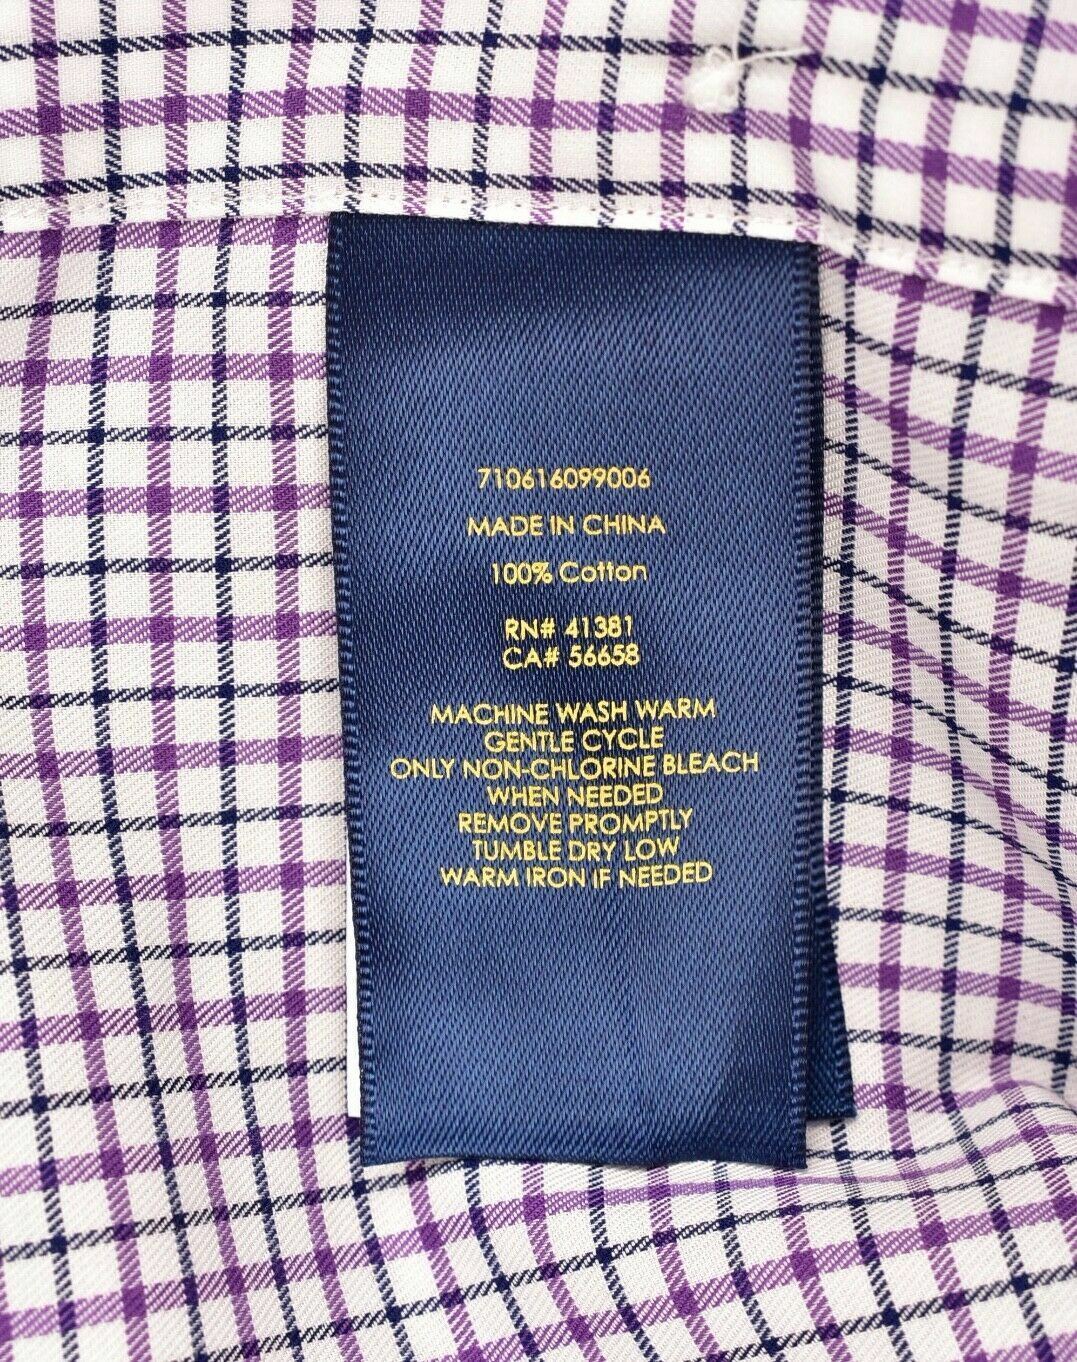 710616099006
MADE IN CHINA
100% Cotton
RN# 41381
CA# 56658
MACHINE WASH WARM
GENTLE CYCLE
ONLY NON-CHLORINE BLEACH
WHEN NEEDED
REMOVE PROMPTLY
TUMBLE DRY LOW
WARM IRON IF NEEDED